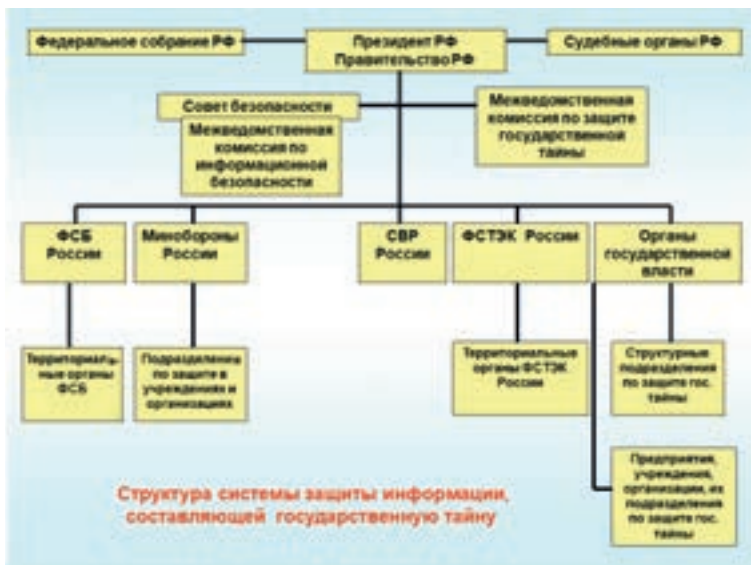 Федеральное собрание РФ
Президент РФ
Правительство РФ
Судебные органы РФ
Совет безопасности
Межведомственная
комиссия по
информационной
безопасности
Межведомственная
комиссия по защите
государственной
тайны
ФСБ
России
Минобороны
России
СВР
России
ФСТЭК России
Органы
государственной
власти
Территориаль-
ные органы
ФСБ
Подразделения
по защите в
учреждениях и
организациях
Территориальные
органы ФСТЭК
России
Структурные
подразделения
по защите гос.
тайны
Предприятия,
учреждения,
организации, их
подразделения
по защите гос.
тайны
Структура системы защиты информации,
составляющей государственную тайну